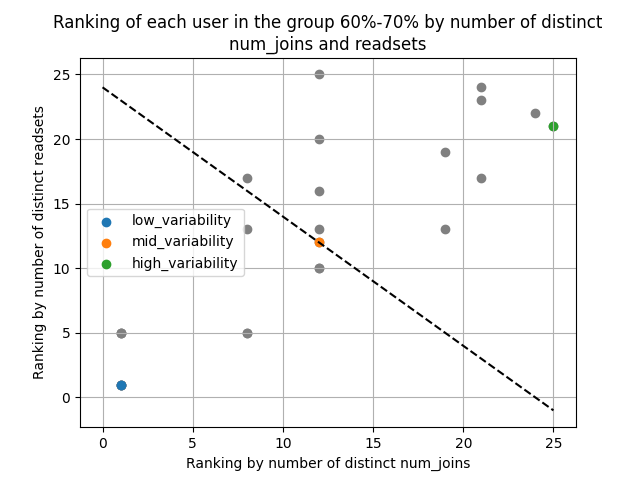 Ranking of each user in the group 60%-70% by number of distinct
num_joins and readsets
Ranking by number of distinct readsets
25
20
15
10
5
0
low_variability
mid_variability
high_variability
0
5
10
15
20
25
Ranking by number of distinct num_joins